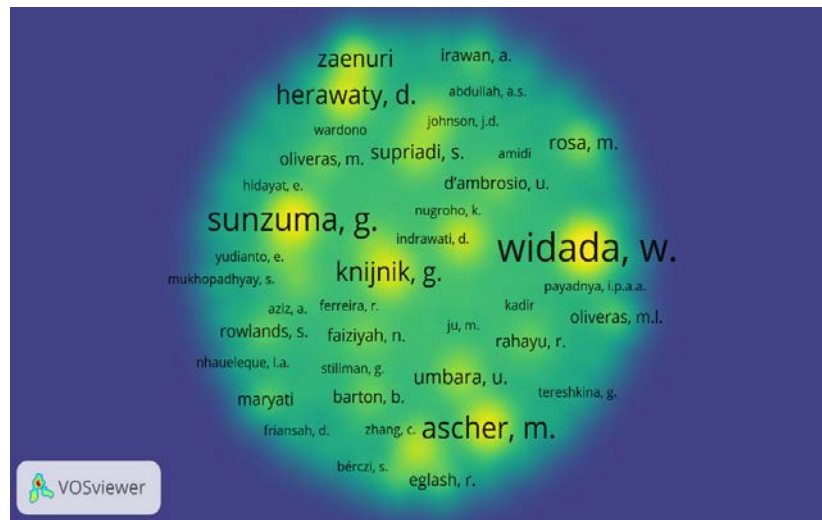 zaenuri
irawan, a.
herawaty, d.
abdullah, a.s.
wardono
johnson, j.d.
oliveras, m.
supriadi, s.
amidi
rosa, m.
hidayat, e.
d'ambrosio, u.
sunzuma, g.
nugroho, k.
indrawati, d.
widada, w.
yudianto, e.
mukhopadhyay, s.
knijnik, g.
payadnya, i.p.a.a.
aziz, a.
ferreira, r.
kadir
oliveras, m.l.
rowlands, s.
faiziyah, n.
ju, m.
rahayu, r.
nhaueleque, l.a.
stillman, g.
umbara, u.
tereshkina, g.
maryati
barton, b.
friansah, d.
zhang, c.
ascher, m.
bérczi, s.
eglash, r.
VOSviewer